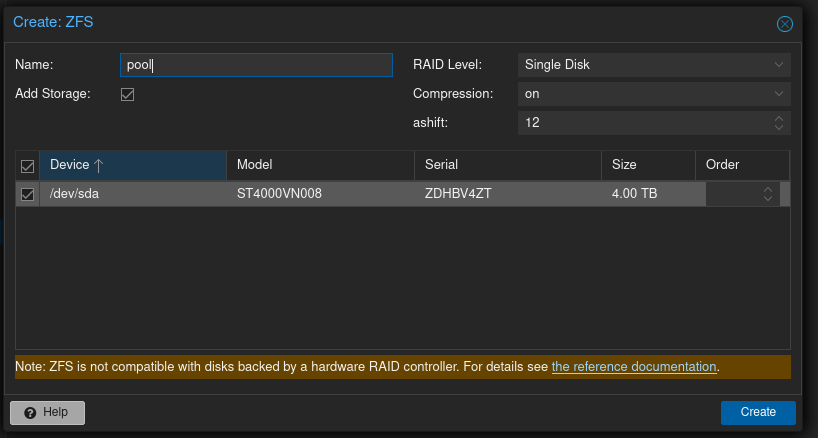 Create: ZFS
Name: pool RAID Level: Single Disk
Add Storage: Compression: on
ashift: 12
Device Model Serial Size Order
/dev/sda ST4000VN008 ZDHBV4ZT 4.00 TB
Note: ZFS is not compatible with disks backed by a hardware RAID controller. For details see the reference documentation.
? Help Create